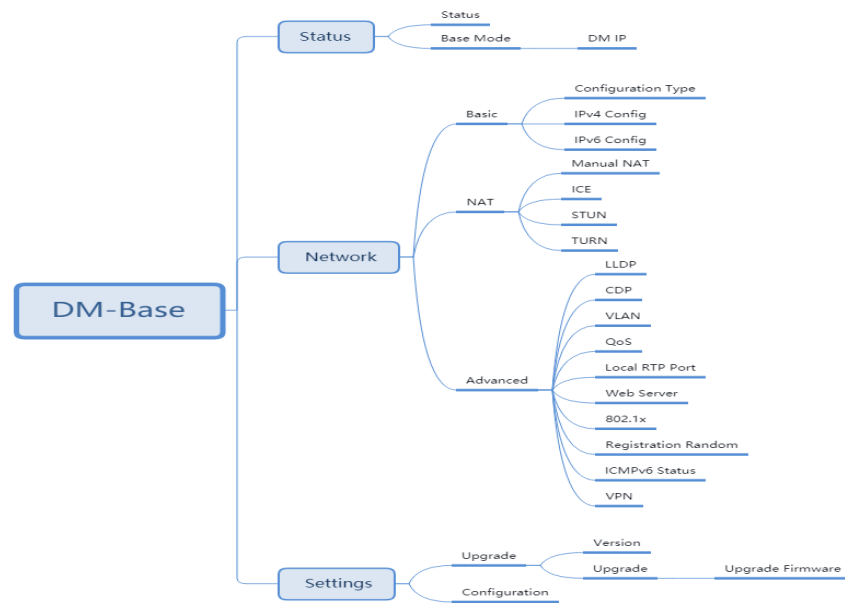 DM-Base
Status
Status
Base Mode
DM IP
Network
Basic
Configuration Type
IPv4 Config
IPv6 Config
NAT
Manual NAT
ICE
STUN
TURN
Advanced
LLDP
CDP
VLAN
QoS
Local RTP Port
Web Server
802.1x
Registration Random
ICMPv6 Status
VPN
Settings
Upgrade
Version
Upgrade
Upgrade Firmware
Configuration